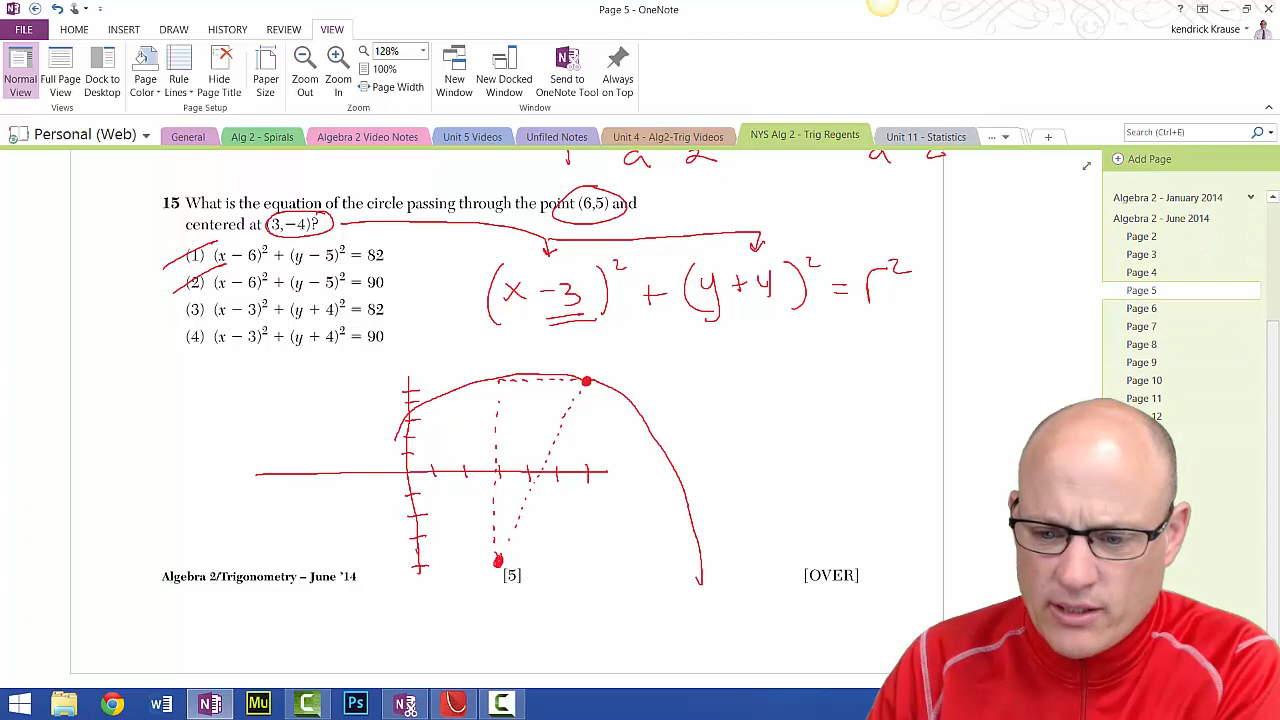 Page 5 - OneNote
FILE HOME INSERT DRAW HISTORY REVIEW VIEW
kendrick Krause
Normal View
Full Page View
Dock to Desktop
Page Color
Rule Lines
Hide Page Title
Paper Size
Zoom Out
Zoom In
128%
100%
Page Width
New Window
New Docked Window
Send to OneNote Tool
Always on Top
Views Page Setup Zoom Window
Personal (Web) General Alg 2 - Spirals Algebra 2 Video Notes Unit 5 Videos Unfiled Notes Unit 4 - Alg2-Trig Videos NYS Alg 2 - Trig Regents Unit 11 - Statistics ... + Search (Ctrl+E)
Add Page
Algebra 2 - January 2014
Algebra 2 - June 2014
Page 2
Page 3
Page 4
Page 5
Page 6
Page 7
Page 8
Page 9
Page 10
Page 11
12
15 What is the equation of the circle passing through the point (6,5) and
centered at (3,−4)?
(1) (x − 6)² + (y − 5)² = 82
(2) (x − 6)² + (y − 5)² = 90
(3) (x − 3)² + (y + 4)² = 82
(4) (x − 3)² + (y + 4)² = 90
(x − 3)² + (y + 4)² = r²
Algebra 2/Trigonometry – June ’14 [5] [OVER]
Mu
Ps